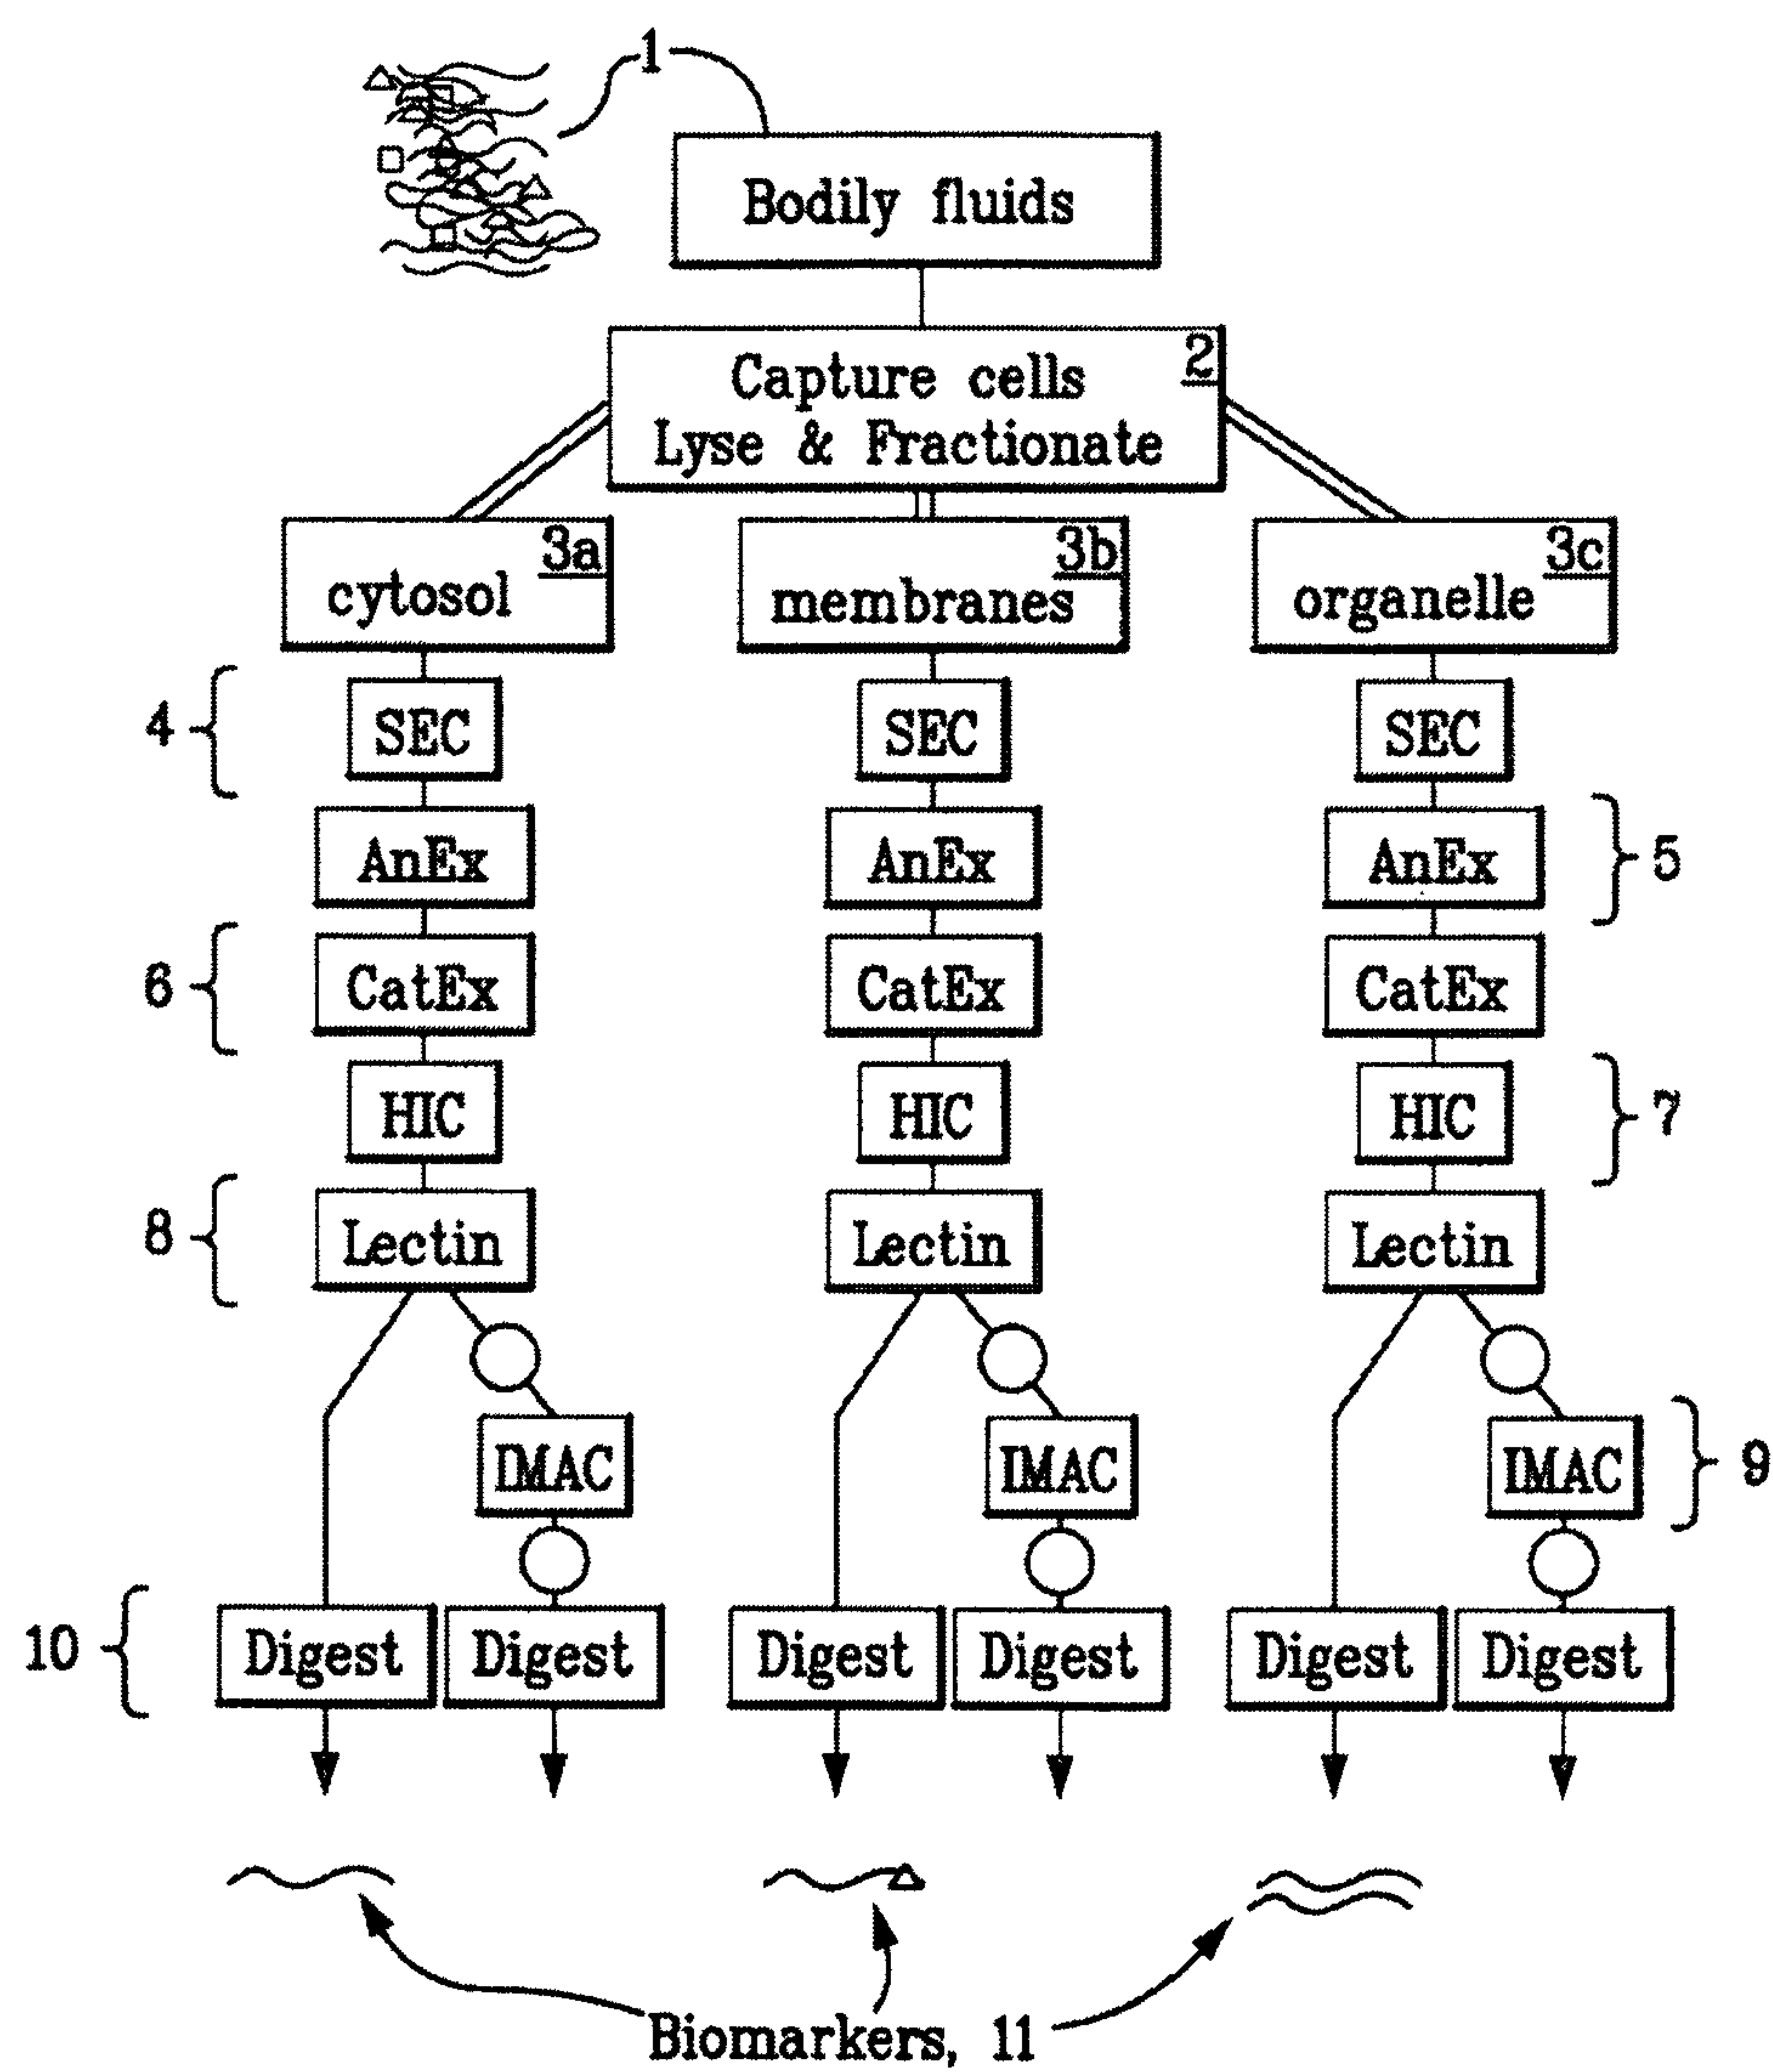 1
Bodily fluids
2
Capture cells
Lyse & Fractionate
3a
cytosol
3b
membranes
3c
organelle
4
SEC
SEC
SEC
AnEx
AnEx
AnEx
5
6
CatEx
CatEx
CatEx
HIC
HIC
HIC
7
8
Lectin
Lectin
Lectin
IMAC
IMAC
IMAC
9
10
Digest
Digest
Digest
Digest
Digest
Digest
Biomarkers, 11